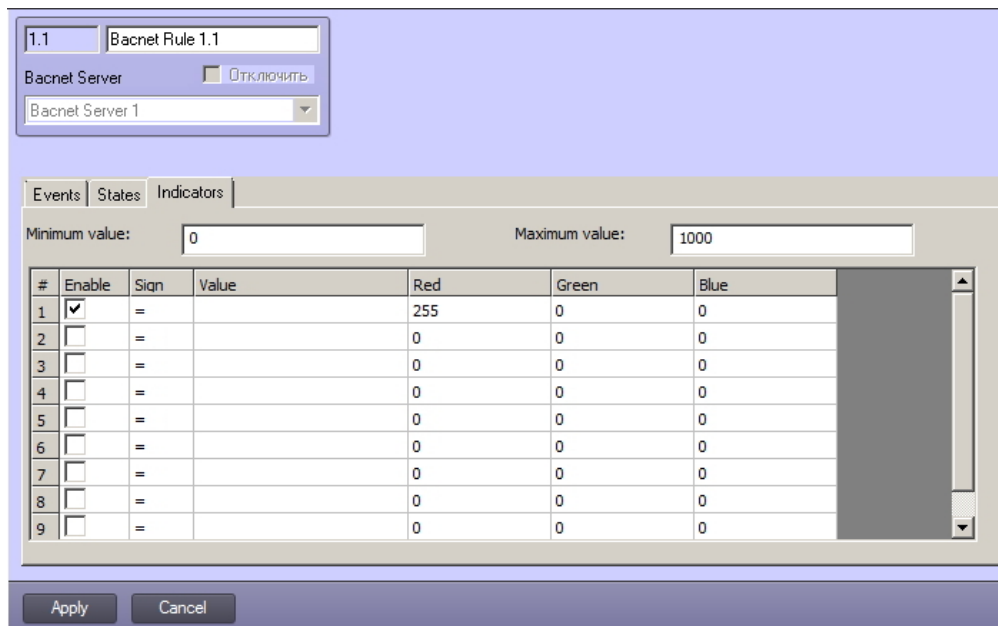 1.1 Bacnet Rule 1.1
Bacnet Server Отключить
Bacnet Server 1
Events States Indicators
Minimum value: 0 Maximum value: 1000
# Enable Sign Value Red Green Blue
1 = 255 0 0
2 = 0 0 0
3 = 0 0 0
4 = 0 0 0
5 = 0 0 0
6 = 0 0 0
7 = 0 0 0
8 = 0 0 0
9 = 0 0 0
Apply Cancel